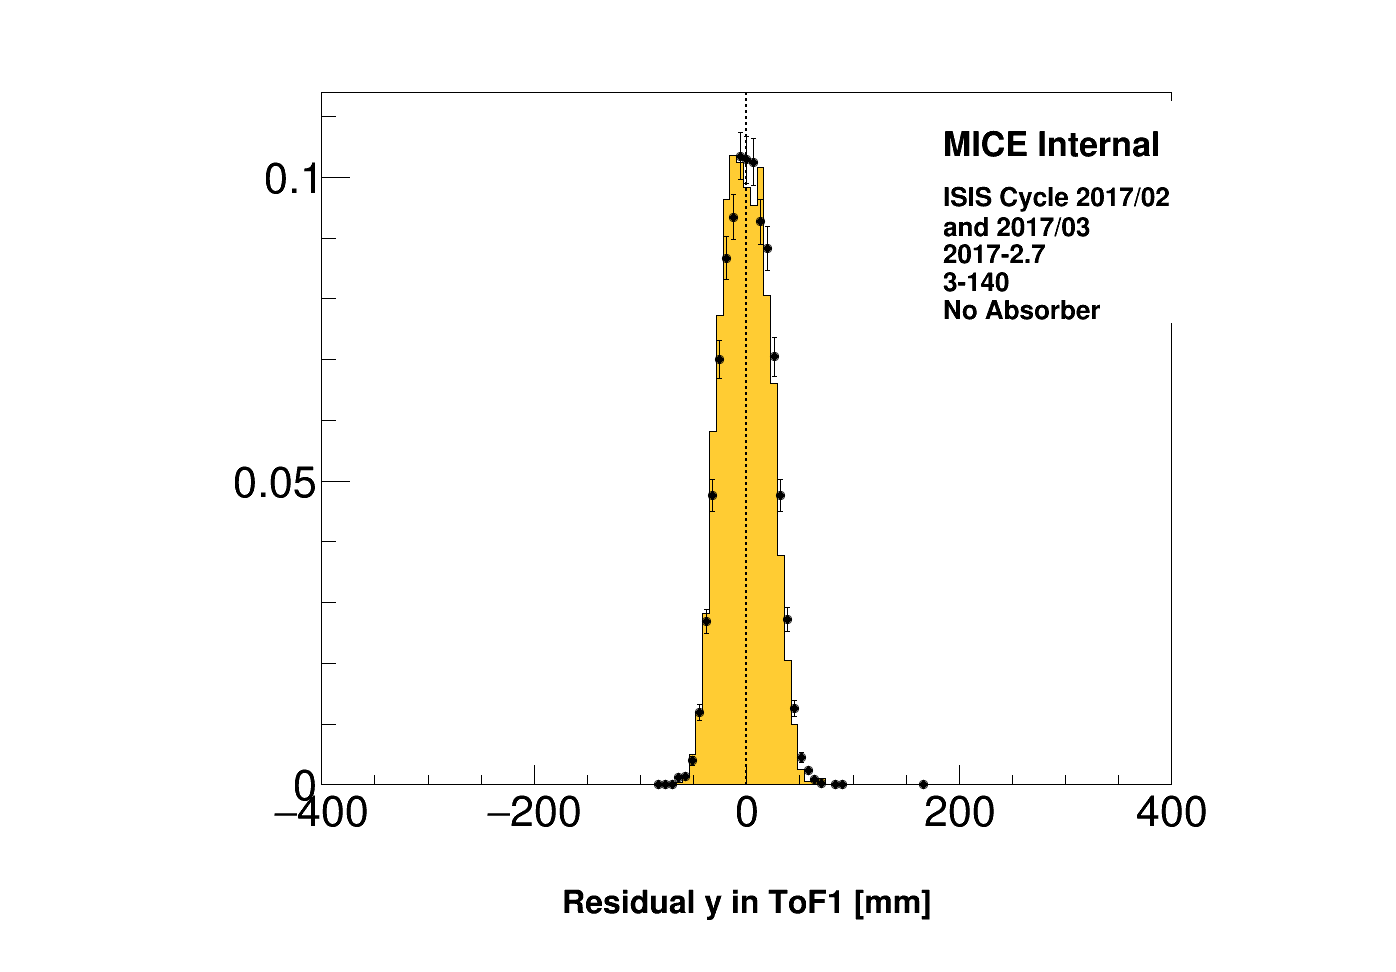 MICE Internal
ISIS Cycle 2017/02
and 2017/03
2017-2.7
3-140
No Absorber
0.1
0.05
0
−400 −200 0 200 400
Residual y in ToF1 [mm]